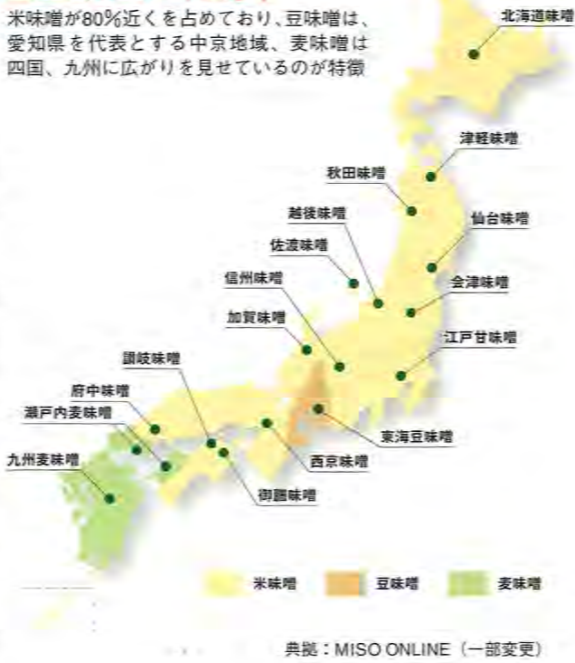 米味噌が80%近くを占めており、豆味噌は、
愛知県を代表とする中京地域、麦味噌は
四国、九州に広がりを見せているのが特徴
北海道味噌
津軽味噌
秋田味噌
越後味噌
仙台味噌
佐渡味噌
信州味噌
会津味噌
加賀味噌
江戸甘味噌
讃岐味噌
府中味噌
瀬戸内麦味噌
東海豆味噌
九州麦味噌
西京味噌
御膳味噌
米味噌
豆味噌
麦味噌
典拠：MISO ONLINE（一部変更）